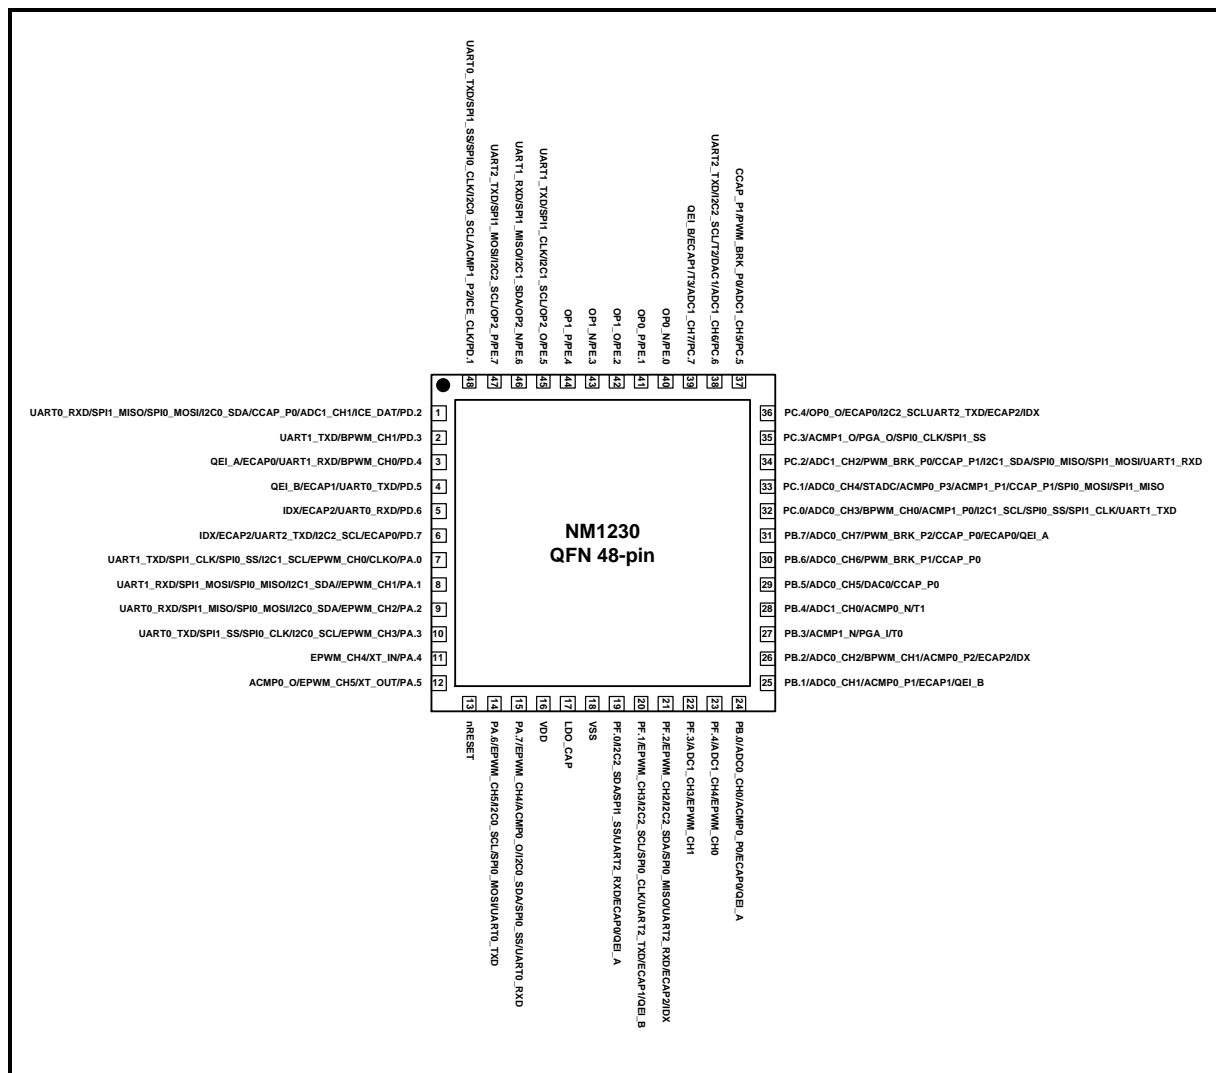 UART0_TXD/SPI1_SS/SPI0_CLK/I2C0_SCL/ACMP1_P2/ICE_CLK/PD.1
UART2_TXD/SPI1_MOSI/I2C2_SCL/OP2_P/PE.7
UART1_RXD/SPI1_MISO/I2C1_SDA/OP2_N/PE.6
UART1_TXD/SPI1_CLK/I2C1_SCL/OP2_O/PE.5
OP1_P/PE.4
OP1_N/PE.3
OP1_O/PE.2
OP0_P/PE.1
OP0_N/PE.0
QEI_B/ECAP1/T3/ADC1_CH7/PC.7
UART2_TXD/I2C2_SCL/T2/DAC1/ADC1_CH6/PC.6
CCAP_P1/PWM_BRK_P0/ADC1_CH5/PC.5
48 47 46 45 44 43 42 41 40 39 38 37
UART0_RXD/SPI1_MISO/SPI0_MOSI/I2C0_SDA/CCAP_P0/ADC1_CH1/ICE_DAT/PD.2 1
UART1_TXD/BPWM_CH1/PD.3 2
QEI_A/ECAP0/UART1_RXD/BPWM_CH0/PD.4 3
QEI_B/ECAP1/UART0_TXD/PD.5 4
IDX/ECAP2/UART0_RXD/PD.6 5
IDX/ECAP2/UART2_TXD/I2C2_SCL/ECAP0/PD.7 6
UART1_TXD/SPI1_CLK/SPI0_SS/I2C1_SCL/EPWM_CH0/CLKO/PA.0 7
UART1_RXD/SPI1_MOSI/SPI0_MISO/I2C1_SDA//EPWM_CH1/PA.1 8
UART0_RXD/SPI1_MISO/SPI0_MOSI/I2C0_SDA/EPWM_CH2/PA.2 9
UART0_TXD/SPI1_SS/SPI0_CLK/I2C0_SCL/EPWM_CH3/PA.3 10
EPWM_CH4/XT_IN/PA.4 11
ACMP0_O/EPWM_CH5/XT_OUT/PA.5 12
NM1230
QFN 48-pin
36 PC.4/OP0_O/ECAP0/I2C2_SCLUART2_TXD/ECAP2/IDX
35 PC.3/ACMP1_O/PGA_O/SPI0_CLK/SPI1_SS
34 PC.2/ADC1_CH2/PWM_BRK_P0/CCAP_P1/I2C1_SDA/SPI0_MISO/SPI1_MOSI/UART1_RXD
33 PC.1/ADC0_CH4/STADC/ACMP0_P3/ACMP1_P1/CCAP_P1/SPI0_MOSI/SPI1_MISO
32 PC.0/ADC0_CH3/BPWM_CH0/ACMP1_P0/I2C1_SCL/SPI0_SS/SPI1_CLK/UART1_TXD
31 PB.7/ADC0_CH7/PWM_BRK_P2/CCAP_P0/ECAP0/QEI_A
30 PB.6/ADC0_CH6/PWM_BRK_P1/CCAP_P0
29 PB.5/ADC0_CH5/DAC0/CCAP_P0
28 PB.4/ADC1_CH0/ACMP0_N/T1
27 PB.3/ACMP1_N/PGA_I/T0
26 PB.2/ADC0_CH2/BPWM_CH1/ACMP0_P2/ECAP2/IDX
25 PB.1/ADC0_CH1/ACMP0_P1/ECAP1/QEI_B
13 14 15 16 17 18 19 20 21 22 23 24
nRESET
PA.6/EPWM_CH5/I2C0_SCL/SPI0_MOSI/UART0_TXD
PA.7/EPWM_CH4/ACMP0_O/I2C0_SDA/SPI0_SS/UART0_RXD
VDD
LDO_CAP
VSS
PF.0/I2C2_SDA/SPI1_SS/UART2_RXD/ECAP0/QEI_A
PF.1/EPWM_CH3/I2C2_SCL/SPI0_CLK/UART2_TXD/ECAP1/QEI_B
PF.2/EPWM_CH2/I2C2_SDA/SPI0_MISO/UART2_RXD/ECAP2/IDX
PF.3/ADC1_CH3/EPWM_CH1
PF.4/ADC1_CH4/EPWM_CH0
PB.0/ADC0_CH0/ACMP0_P0/ECAP0/QEI_A